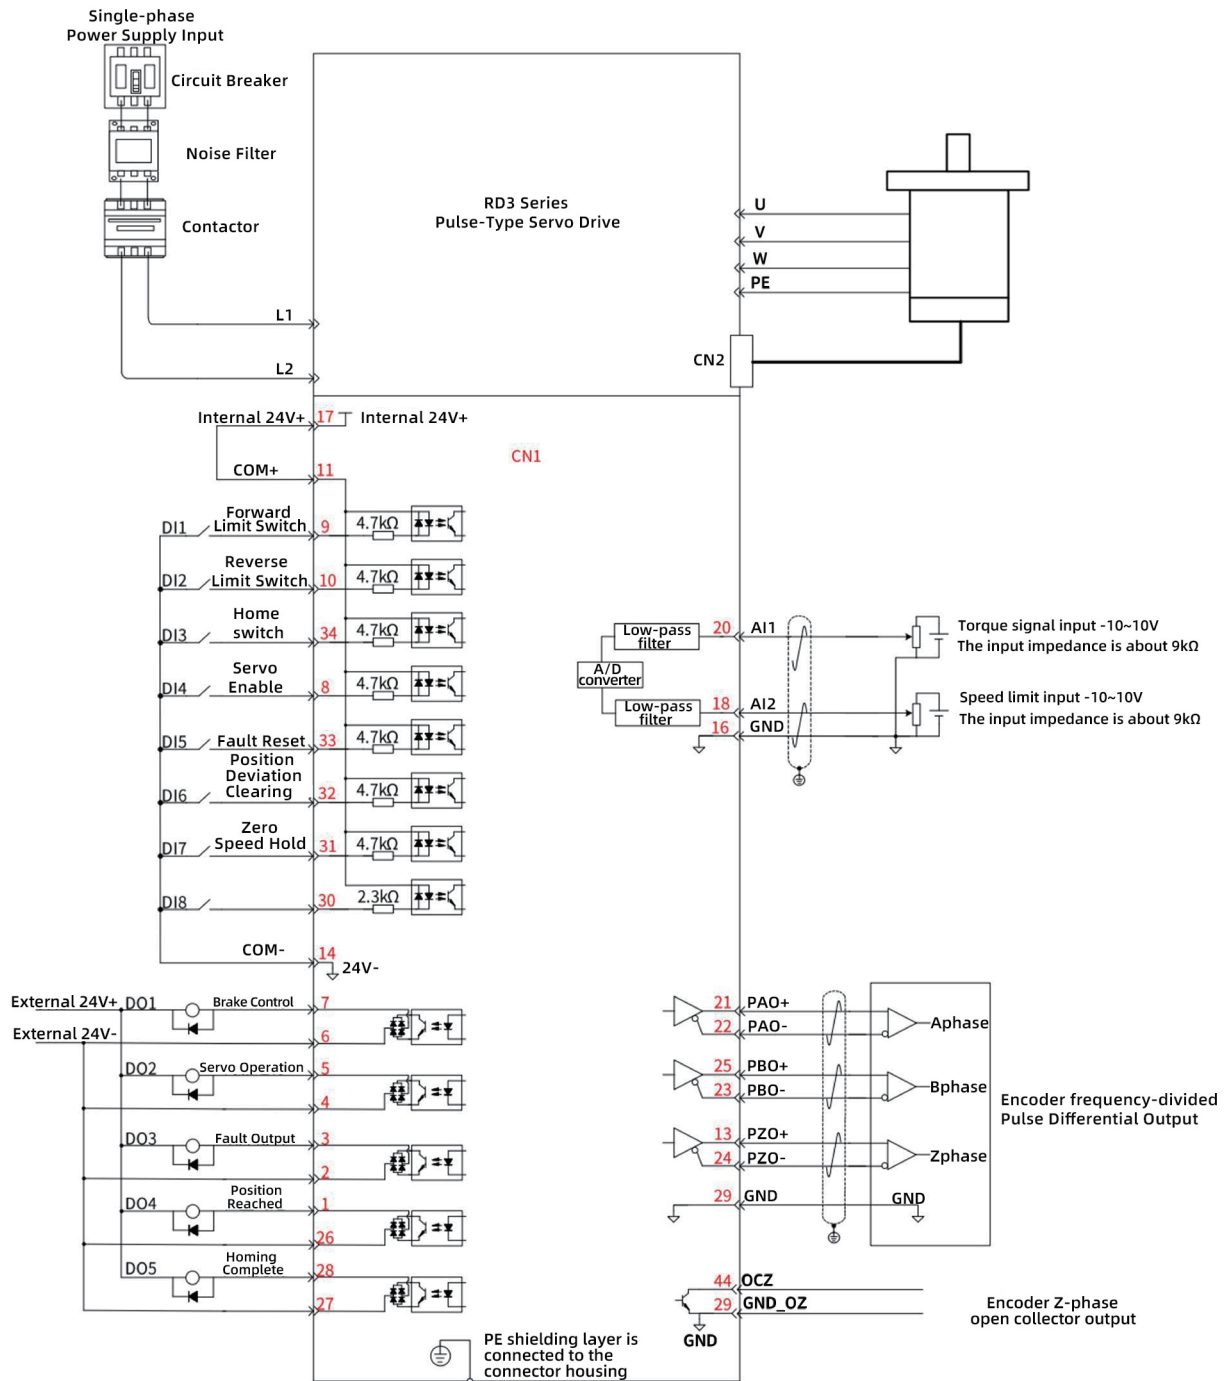 Single-phase
Power Supply Input
Circuit Breaker
Noise Filter
Contactor
L1
L2
RD3 Series
Pulse-Type Servo Drive
U
V
W
PE
CN2
Internal 24V+ 17 Internal 24V+
COM+ 11
CN1
DI1 Forward
Limit Switch 9 4.7kΩ
DI2 Reverse
Limit Switch 10 4.7kΩ
DI3 Home
switch 34 4.7kΩ
DI4 Servo
Enable 8 4.7kΩ
DI5 Fault Reset 33 4.7kΩ
DI6 Position
Deviation
Clearing 32 4.7kΩ
DI7 Zero
Speed Hold 31 4.7kΩ
DI8 30 2.3kΩ
COM- 14
24V-
Low-pass
filter
20 AI1
Torque signal input -10~10V
The input impedance is about 9kΩ
A/D
converter
Low-pass
filter
18 AI2
16 GND
Speed limit input -10~10V
The input impedance is about 9kΩ
External 24V+ DO1 Brake Control 7
External 24V- 6
DO2 Servo Operation 5
4
DO3 Fault Output 3
2
DO4 Position
Reached 1
26
DO5 Homing
Complete 28
27
21 PAO+
22 PAO-
Aphase
25 PBO+
23 PBO-
Bphase
13 PZO+
24 PZO-
Zphase
29 GND GND
Encoder frequency-divided
Pulse Differential Output
44 OCZ
29 GND_OZ
GND
Encoder Z-phase
open collector output
PE shielding layer is
connected to the
connector housing